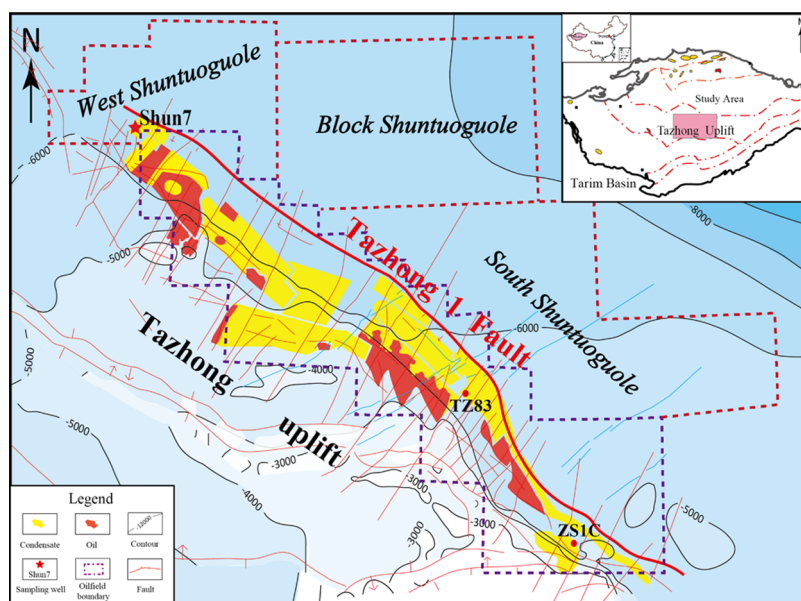 N
West Shuntuoguole
Shun7
Block Shuntuoguole
South Shuntuoguole
Tazhong 1 Fault
Tazhong
uplift
TZ83
ZS1C
-6000
-5000
-5000
-5000
-4000
-3000
-4000
-3000
-3000
-6000
-8000
-5000
China
Study Area
Tazhong Uplift
Tarim Basin
Legend
Condensate
Oil
-12000
Contour
Shun7
Sampling well
Oilfield
boundary
Fault